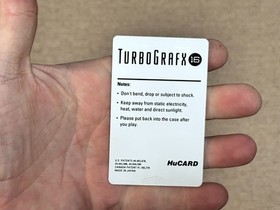 TURBOGRAFX 16
Notes:
• Don't bend, drop or subject to shock.
• Keep away from static electricity,
heat, water and direct sunlight.
• Please put back into the case after
you play.
HuCARD
MADE IN JAPAN